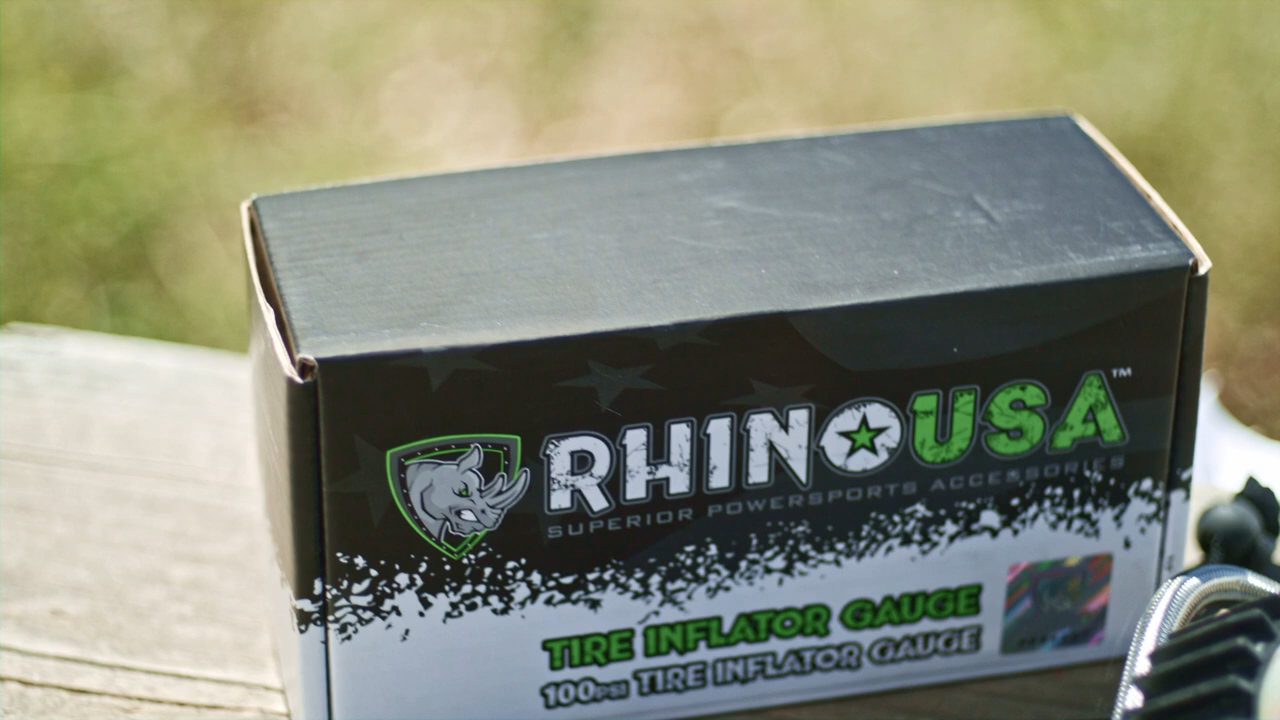 RHINOUSA™
SUPERIOR POWERSPORTS ACCESSORIES
TIRE INFLATOR GAUGE
100PSI TIRE INFLATOR GAUGE